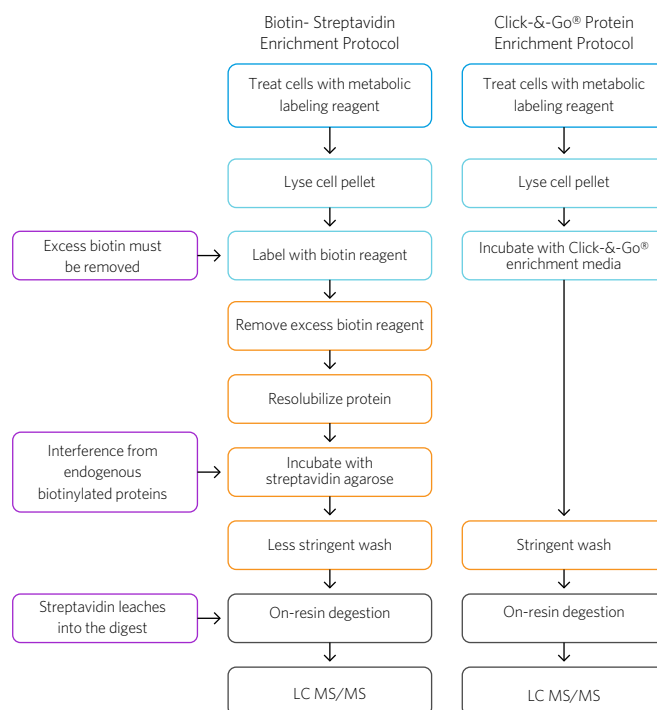 Biotin- Streptavidin
Enrichment Protocol
Click-&-Go® Protein
Enrichment Protocol
Treat cells with metabolic
labeling reagent
Treat cells with metabolic
labeling reagent
Lyse cell pellet
Lyse cell pellet
Excess biotin must
be removed
Label with biotin reagent
Incubate with Click-&-Go®
enrichment media
Remove excess biotin reagent
Resolubilize protein
Interference from
endogenous
biotinylated proteins
Incubate with
streptavidin agarose
Less stringent wash
Stringent wash
Streptavidin leaches
into the digest
On-resin degestion
On-resin degestion
LC MS/MS
LC MS/MS